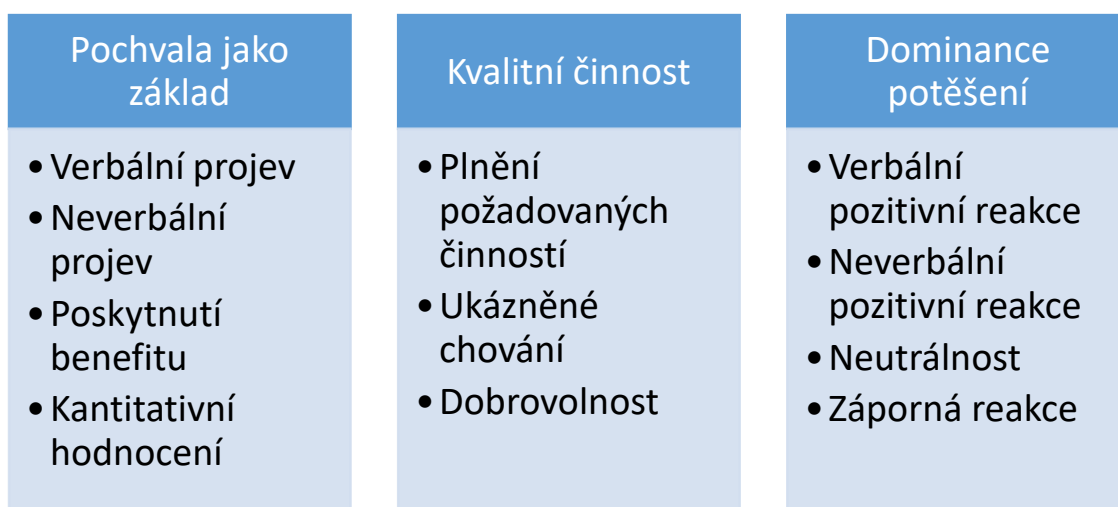 Pochvala jako
základ
• Verbální projev
• Neverbální
projev
• Poskytnutí
benefitu
• Kantitativní
hodnocení
Kvalitní činnost
• Plnění
požadovaných
činností
• Ukázněné
chování
• Dobrovolnost
Dominance
potěšení
• Verbální
pozitivní reakce
• Neverbální
pozitivní reakce
• Neutrálnost
• Záporná reakce